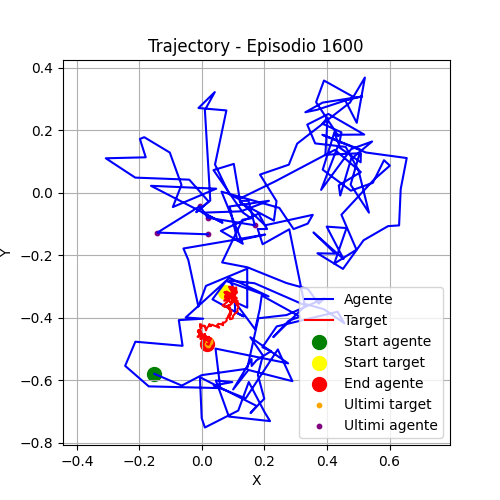 Trajectory - Episodio 1600
0.4
0.2
0.0
−0.2
−0.4
−0.6
−0.8
Y
−0.4
−0.2
0.0
0.2
0.4
0.6
X
Agente
Target
Start agente
Start target
End agente
Ultimi target
Ultimi agente